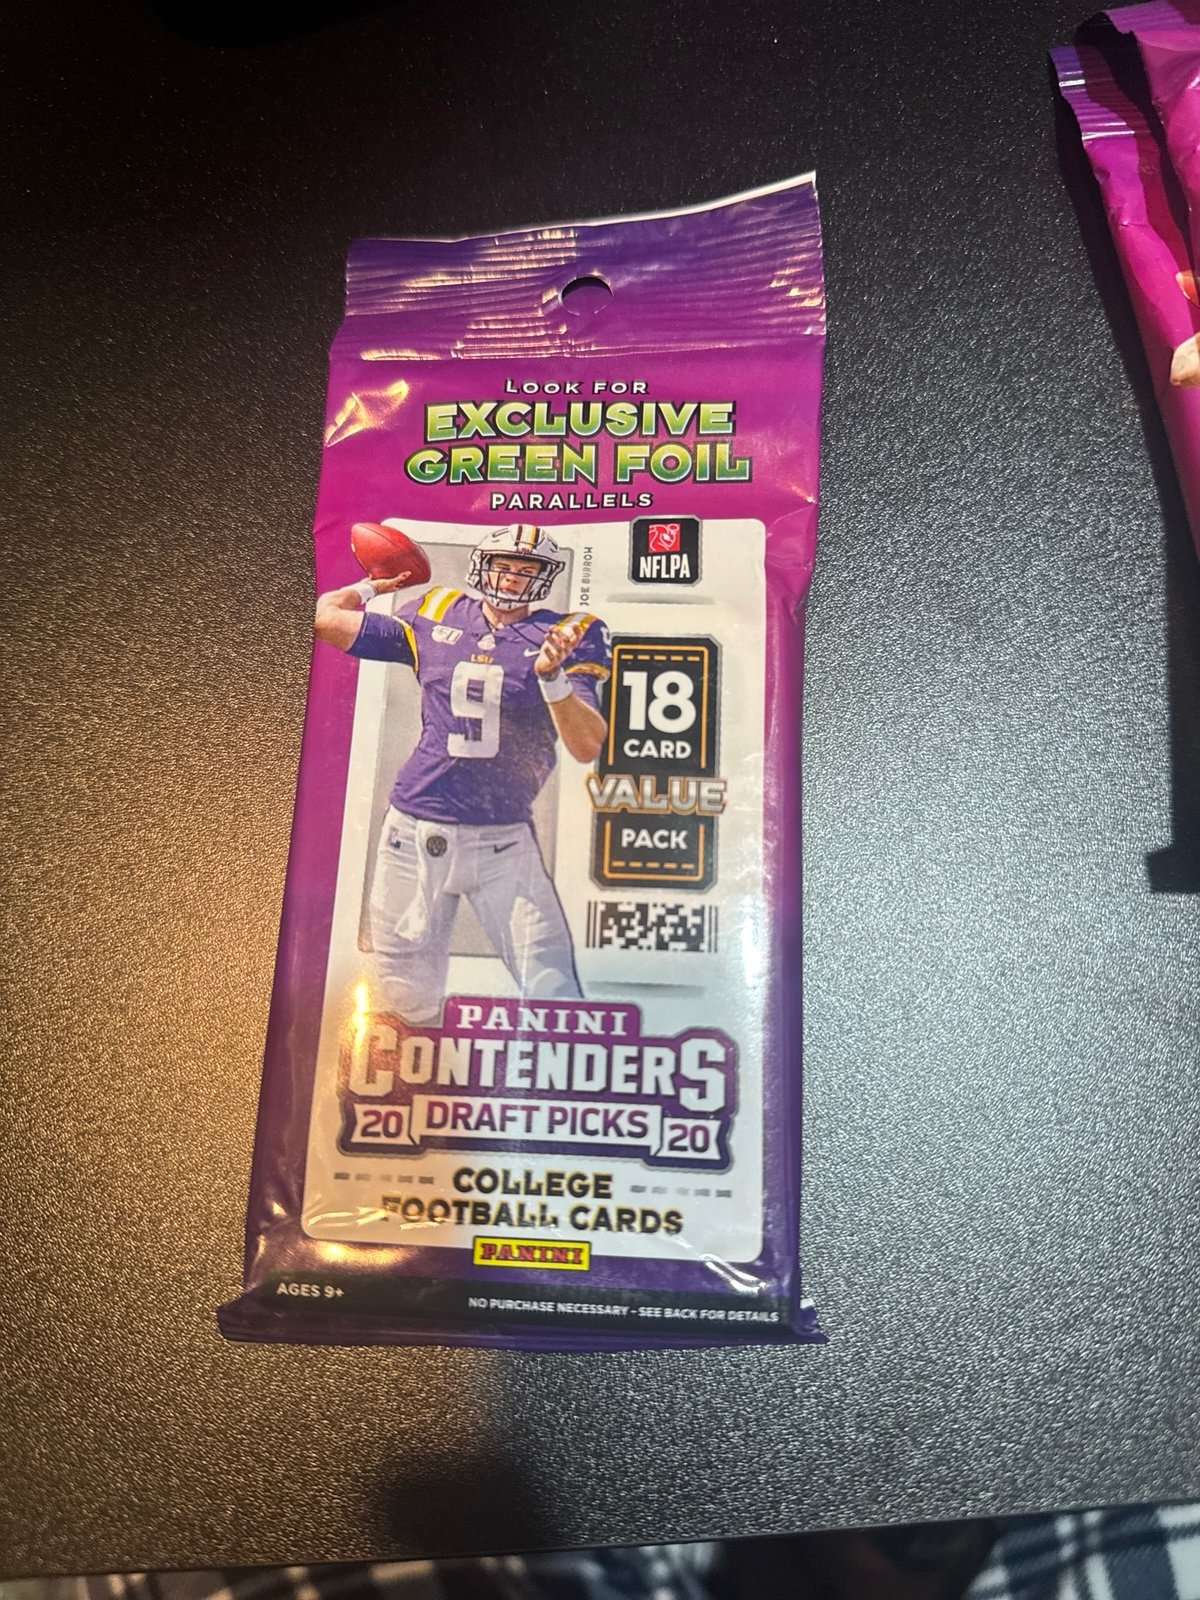 LOOK FOR
EXCLUSIVE
GREEN FOIL
PARALLELS
NFLPA
JOE BURROW
LSU
9
18
CARD
VALUE
PACK
PANINI
CONTENDERS
20 DRAFT PICKS 20
COLLEGE
FOOTBALL CARDS
PANINI
AGES 9+
NO PURCHASE NECESSARY - SEE BACK FOR DETAILS